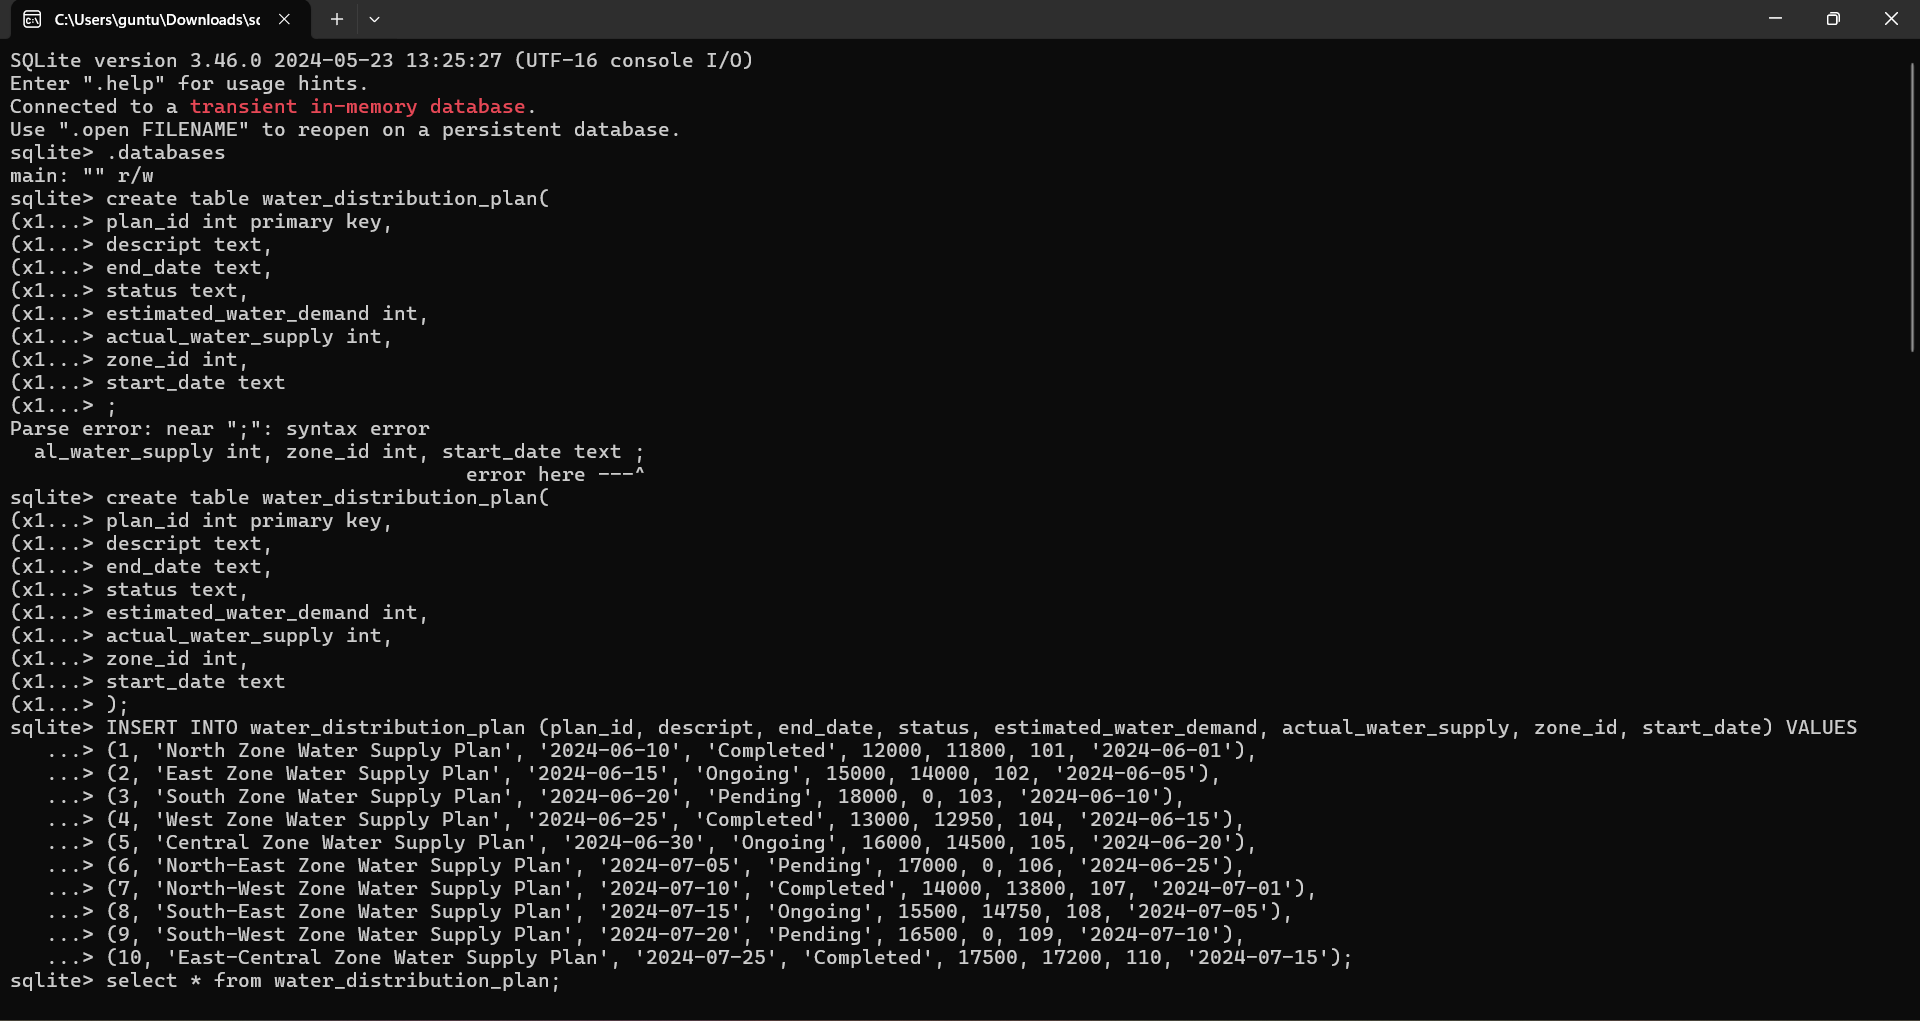 C:\Users\guntu\Downloads\sc
SQLite version 3.46.0 2024-05-23 13:25:27 (UTF-16 console I/O)
Enter ".help" for usage hints.
Connected to a transient in-memory database.
Use ".open FILENAME" to reopen on a persistent database.
sqlite> .databases
main: "" r/w
sqlite> create table water_distribution_plan(
(x1...> plan_id int primary key,
(x1...> descript text,
(x1...> end_date text,
(x1...> status text,
(x1...> estimated_water_demand int,
(x1...> actual_water_supply int,
(x1...> zone_id int,
(x1...> start_date text
(x1...> ;
Parse error: near ";": syntax error
  al_water_supply int, zone_id int, start_date text ;
                                      error here ---^
sqlite> create table water_distribution_plan(
(x1...> plan_id int primary key,
(x1...> descript text,
(x1...> end_date text,
(x1...> status text,
(x1...> estimated_water_demand int,
(x1...> actual_water_supply int,
(x1...> zone_id int,
(x1...> start_date text
(x1...> );
sqlite> INSERT INTO water_distribution_plan (plan_id, descript, end_date, status, estimated_water_demand, actual_water_supply, zone_id, start_date) VALUES
   ...> (1, 'North Zone Water Supply Plan', '2024-06-10', 'Completed', 12000, 11800, 101, '2024-06-01'),
   ...> (2, 'East Zone Water Supply Plan', '2024-06-15', 'Ongoing', 15000, 14000, 102, '2024-06-05'),
   ...> (3, 'South Zone Water Supply Plan', '2024-06-20', 'Pending', 18000, 0, 103, '2024-06-10'),
   ...> (4, 'West Zone Water Supply Plan', '2024-06-25', 'Completed', 13000, 12950, 104, '2024-06-15'),
   ...> (5, 'Central Zone Water Supply Plan', '2024-06-30', 'Ongoing', 16000, 14500, 105, '2024-06-20'),
   ...> (6, 'North-East Zone Water Supply Plan', '2024-07-05', 'Pending', 17000, 0, 106, '2024-06-25'),
   ...> (7, 'North-West Zone Water Supply Plan', '2024-07-10', 'Completed', 14000, 13800, 107, '2024-07-01'),
   ...> (8, 'South-East Zone Water Supply Plan', '2024-07-15', 'Ongoing', 15500, 14750, 108, '2024-07-05'),
   ...> (9, 'South-West Zone Water Supply Plan', '2024-07-20', 'Pending', 16500, 0, 109, '2024-07-10'),
   ...> (10, 'East-Central Zone Water Supply Plan', '2024-07-25', 'Completed', 17500, 17200, 110, '2024-07-15');
sqlite> select * from water_distribution_plan;